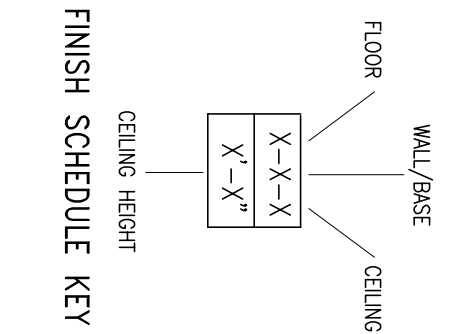 WALL/BASE
FLOOR
CEILING
X-X-X
X'-X"
CEILING HEIGHT
FINISH SCHEDULE KEY